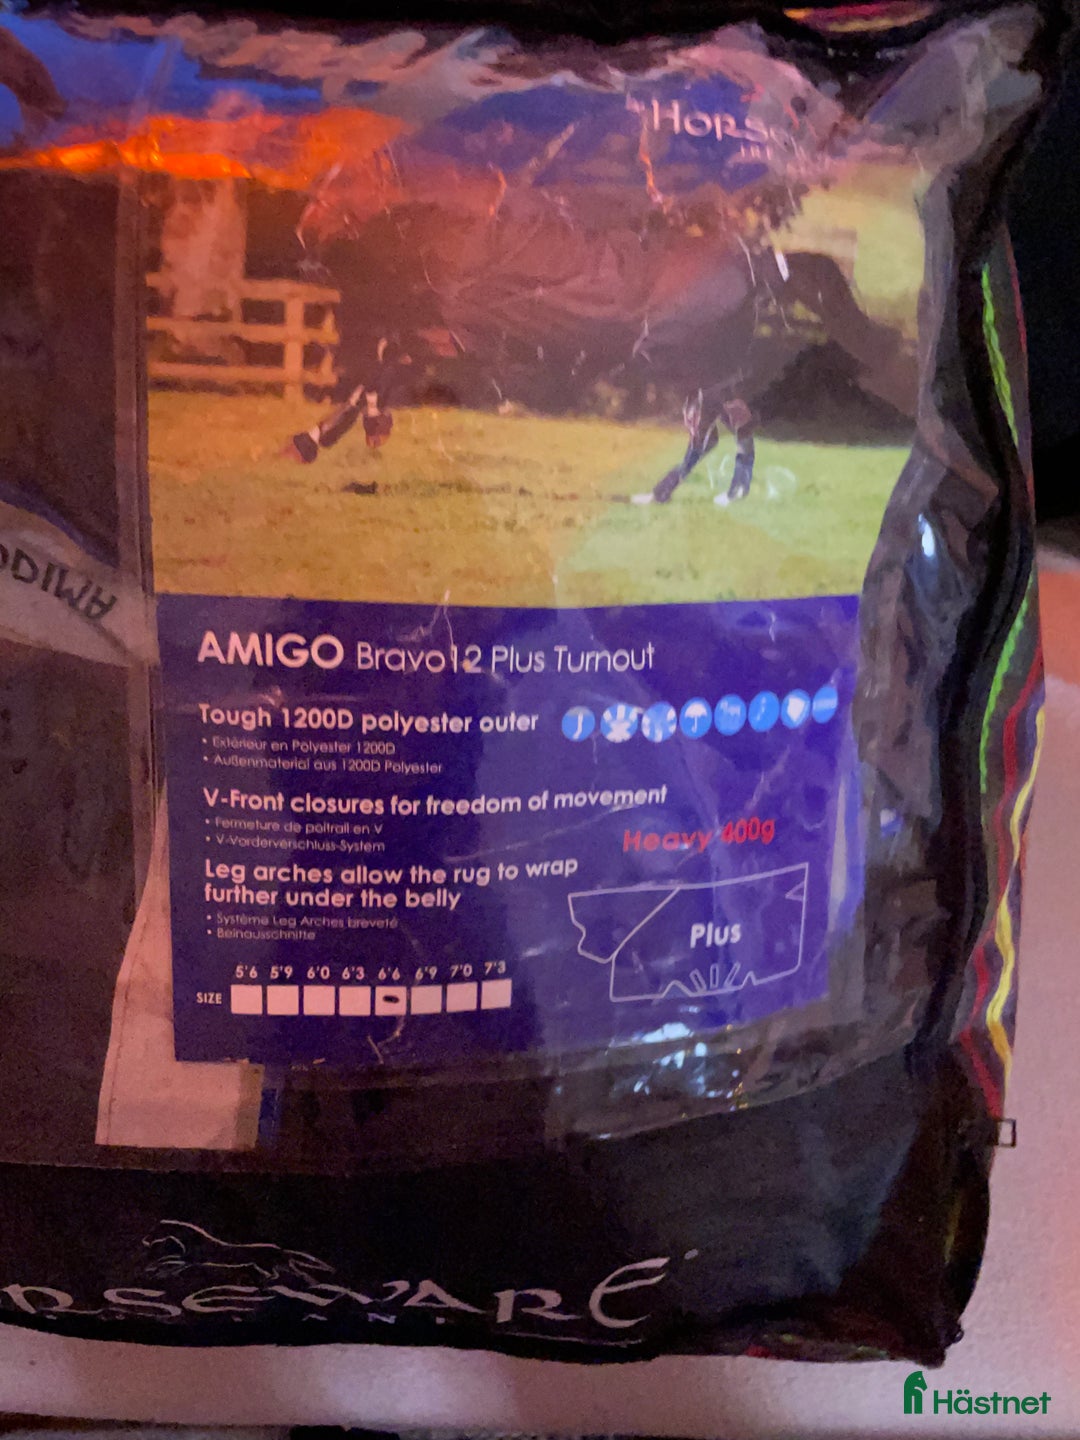 AMIGO
AMIGO Bravo 12 Plus Turnout
Tough 1200D polyester outer
• Extérieur en Polyester 1200D
• Außenmaterial aus 1200D Polyester
V-Front closures for freedom of movement
• Fermeture de poitrail en V
• V-Vorderverschluss-System
Heavy 400g
Leg arches allow the rug to wrap
further under the belly
• Système Leg Arches breveté
• Beinausschnitte
Plus
5'6 5'9 6'0 6'3 6'6 6'9 7'0 7'3
SIZE
RSEWARE
Hästnet